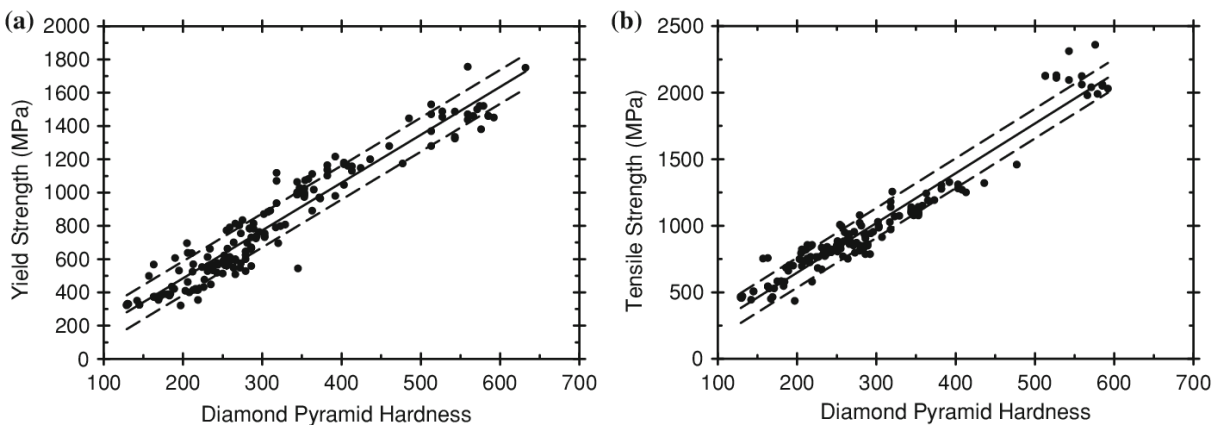 (a)
2000
1800
1600
1400
1200
1000
800
600
400
200
0
Yield Strength (MPa)
100 200 300 400 500 600 700
Diamond Pyramid Hardness
(b)
2500
2000
1500
1000
500
0
Tensile Strength (MPa)
100 200 300 400 500 600 700
Diamond Pyramid Hardness